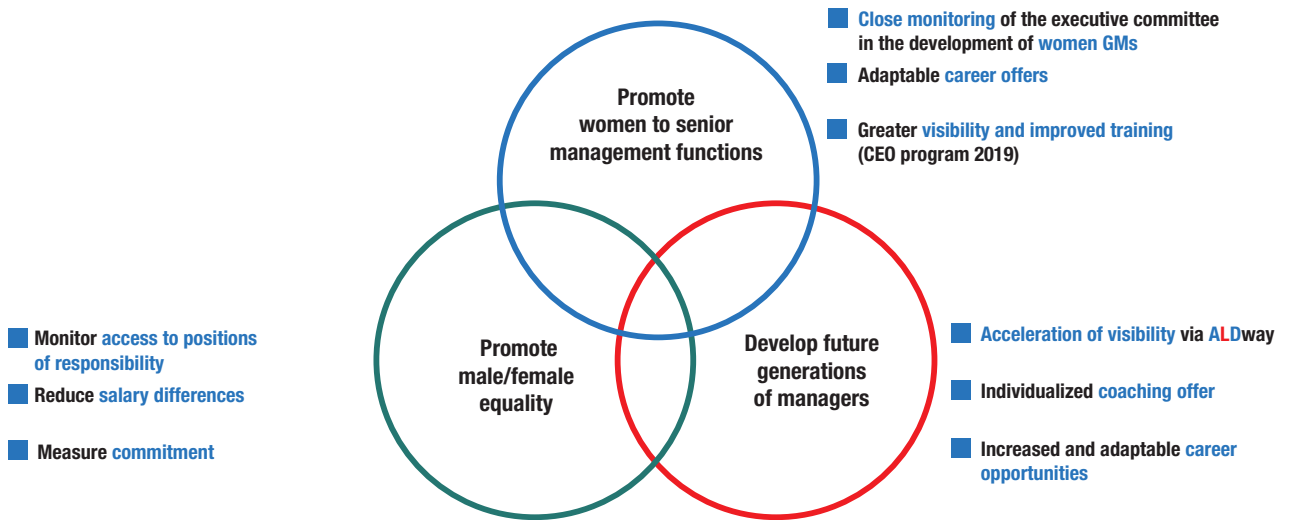 Close monitoring of the executive committee
in the development of women GMs
Adaptable career offers
Greater visibility and improved training
(CEO program 2019)
Promote
women to senior
management functions
Monitor access to positions
of responsibility
Reduce salary differences
Measure commitment
Promote
male/female
equality
Develop future
generations
of managers
Acceleration of visibility via ALDway
Individualized coaching offer
Increased and adaptable career
opportunities